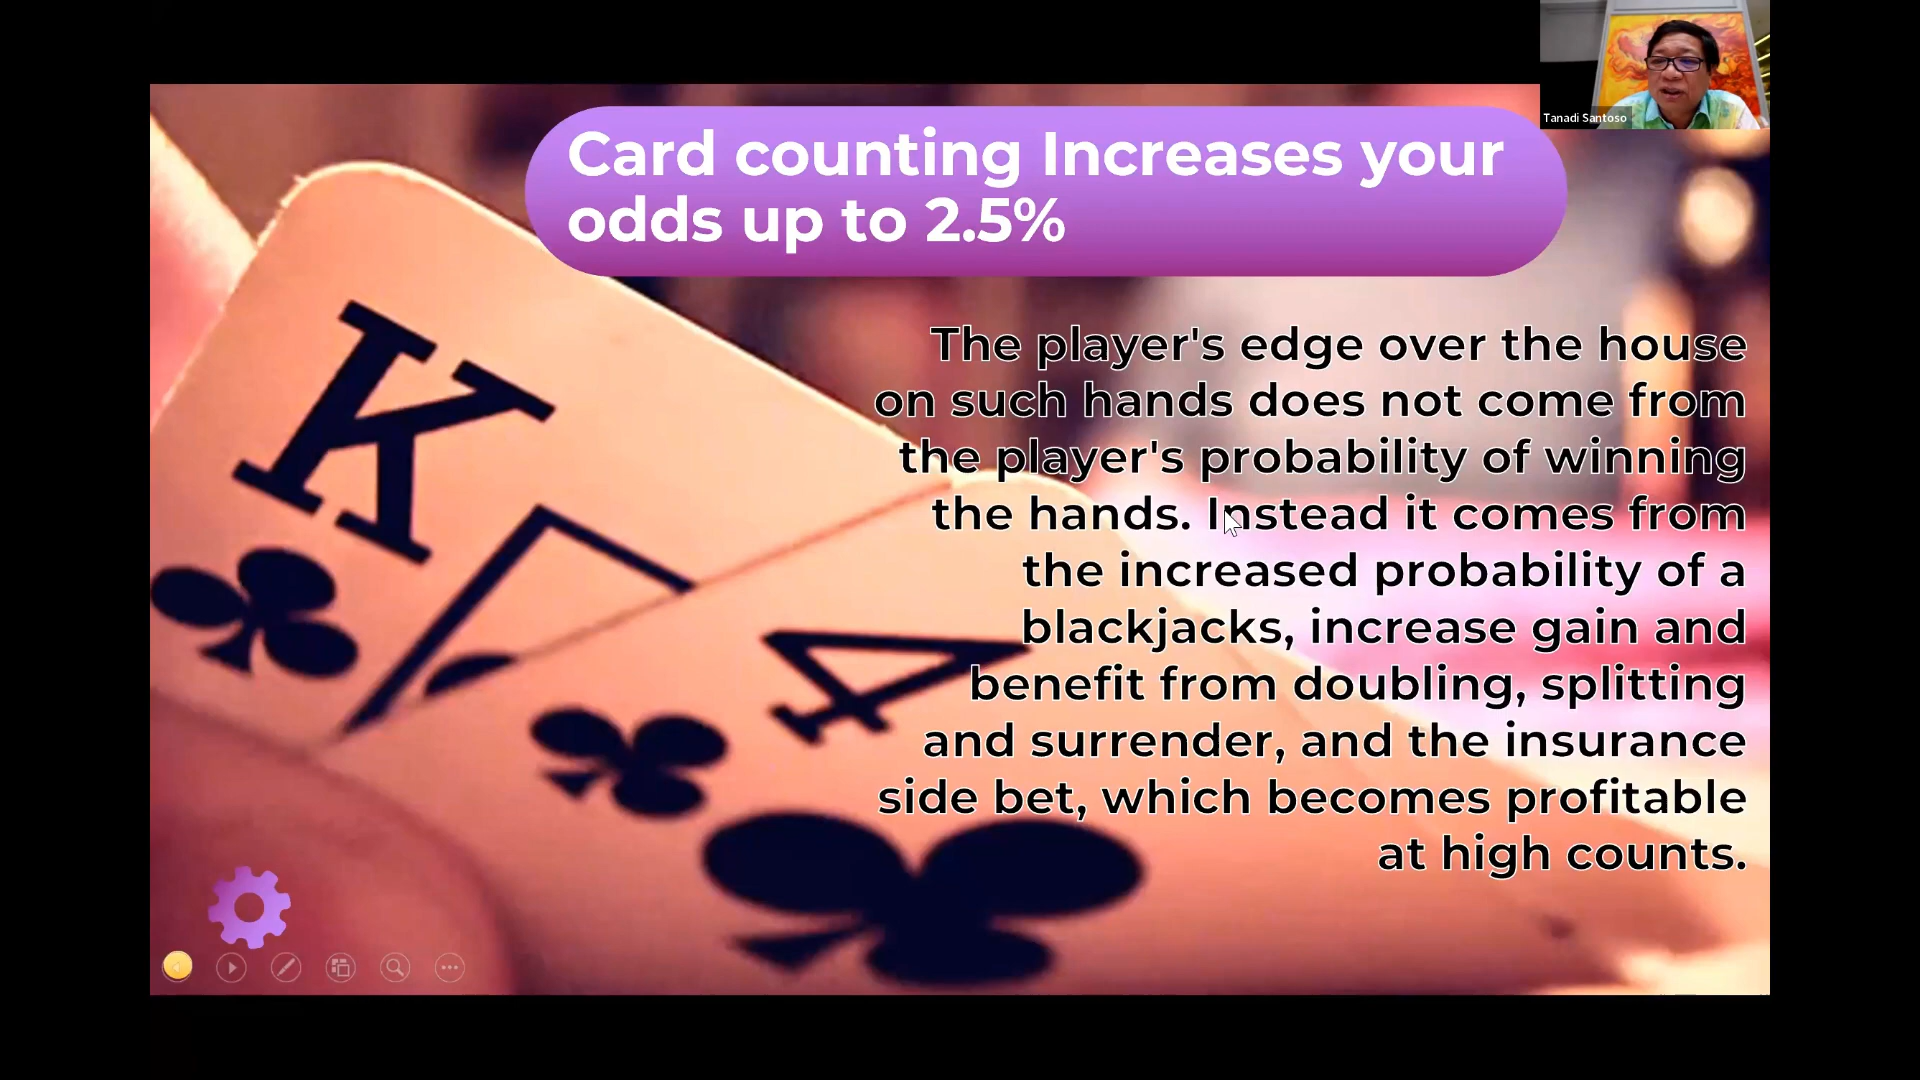 Tanadi Santoso
Card counting Increases your
odds up to 2.5%
The player's edge over the house
on such hands does not come from
the player's probability of winning
the hands. Instead it comes from
the increased probability of a
blackjacks, increase gain and
benefit from doubling, splitting
and surrender, and the insurance
side bet, which becomes profitable
at high counts.
K
4